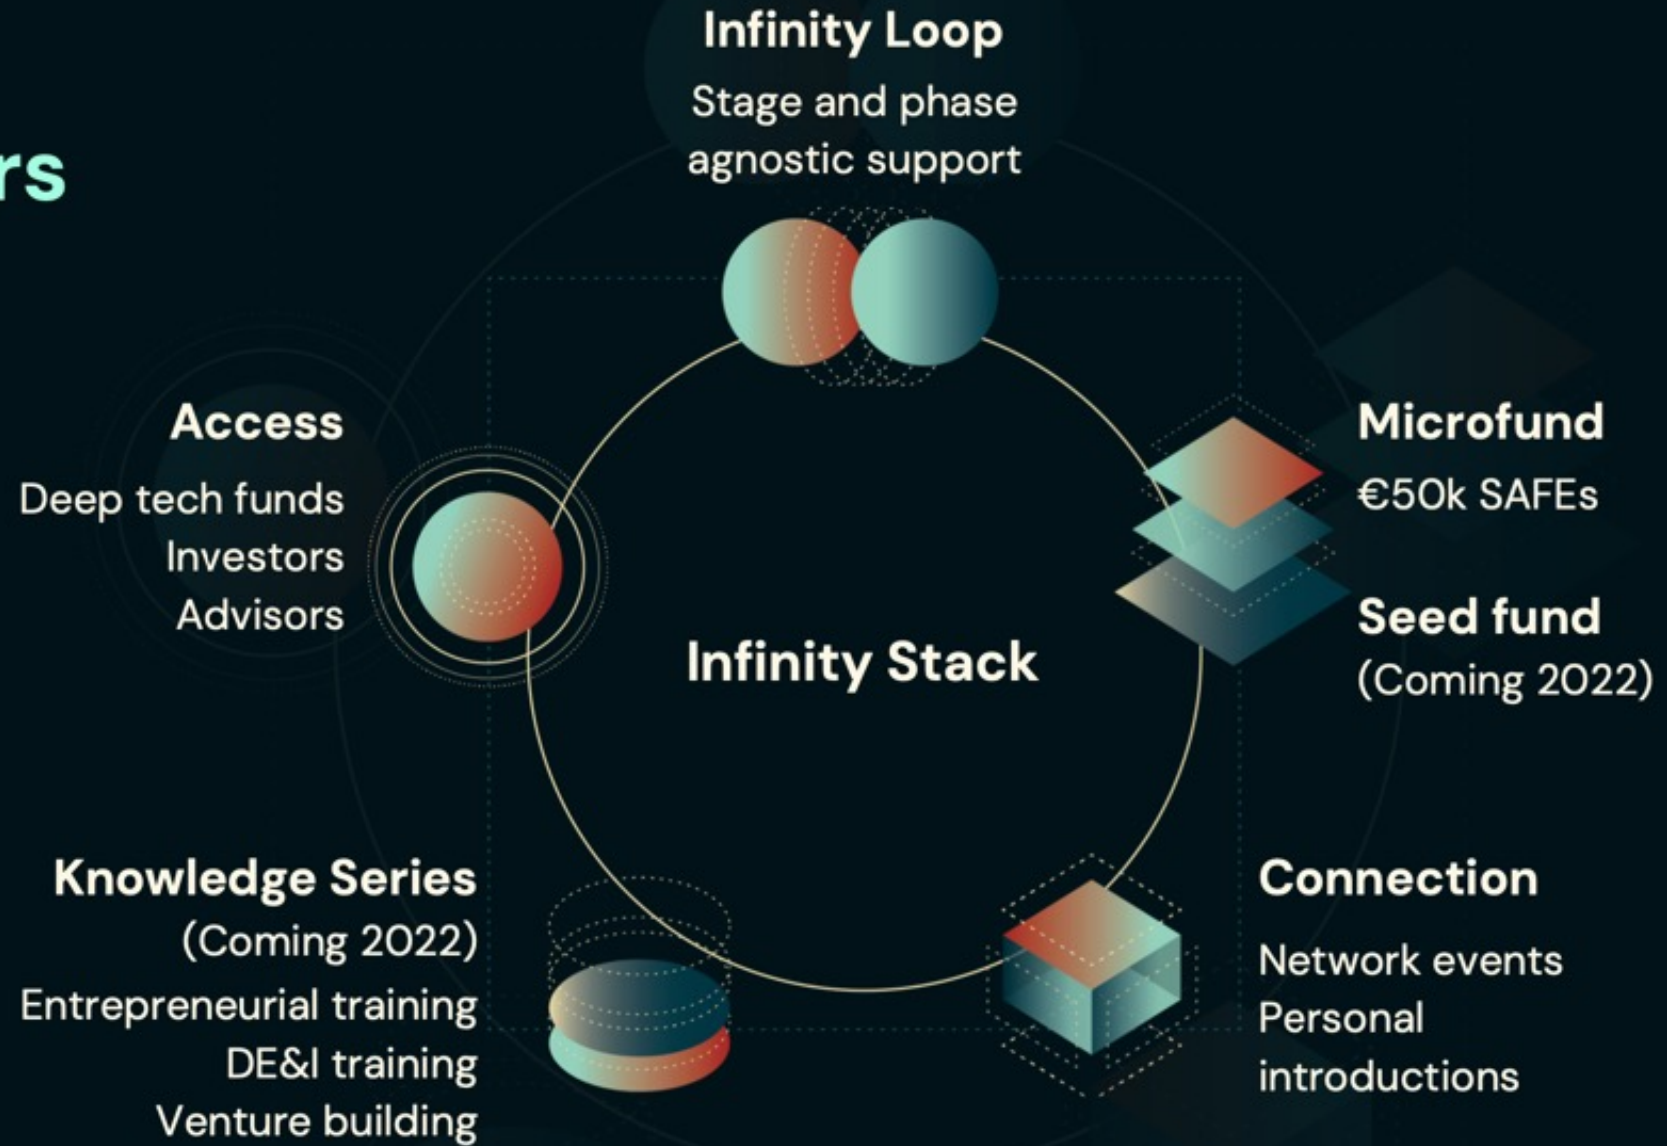 Infinity Loop
Stage and phase
agnostic support
rs
Access
Deep tech funds
Investors
Advisors
Microfund
€50k SAFEs
Seed fund
(Coming 2022)
Infinity Stack
Knowledge Series
(Coming 2022)
Entrepreneurial training
DE&I training
Venture building
Connection
Network events
Personal
introductions